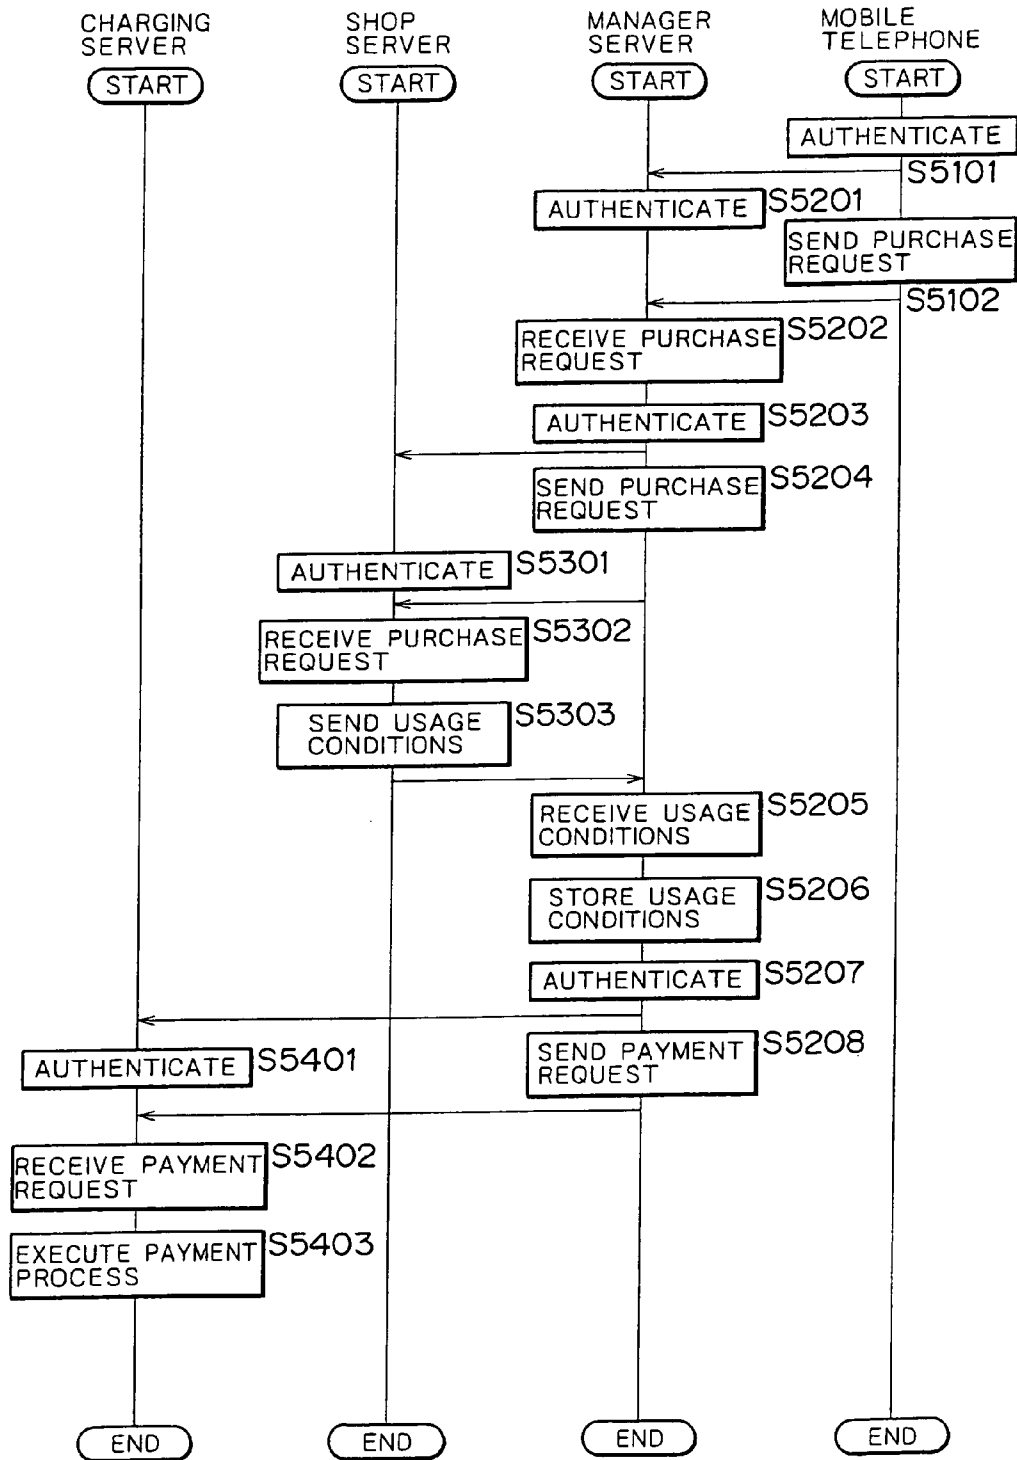 CHARGING
SERVER
SHOP
SERVER
MANAGER
SERVER
MOBILE
TELEPHONE
START
START
START
START
AUTHENTICATE
S5101
AUTHENTICATE
S5201
SEND PURCHASE
REQUEST
S5102
RECEIVE PURCHASE
REQUEST
S5202
AUTHENTICATE
S5203
SEND PURCHASE
REQUEST
S5204
AUTHENTICATE
S5301
RECEIVE PURCHASE
REQUEST
S5302
SEND USAGE
CONDITIONS
S5303
RECEIVE USAGE
CONDITIONS
S5205
STORE USAGE
CONDITIONS
S5206
AUTHENTICATE
S5207
SEND PAYMENT
REQUEST
S5208
AUTHENTICATE
S5401
RECEIVE PAYMENT
REQUEST
S5402
EXECUTE PAYMENT
PROCESS
S5403
END
END
END
END